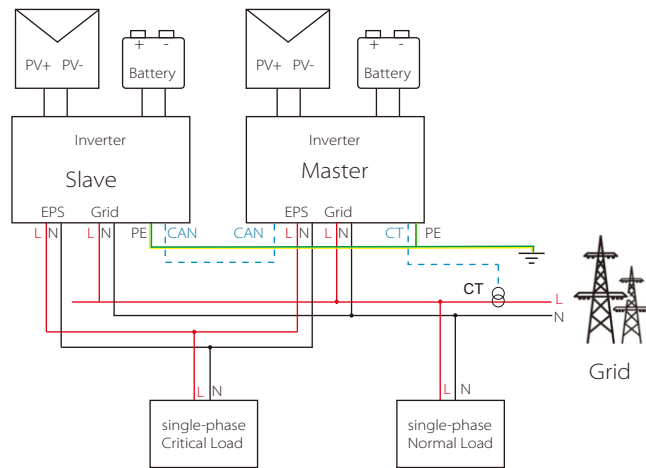 PV+ PV-
+ -
Battery
PV+ PV-
+ -
Battery
Inverter
Slave
EPS Grid
L N L N PE CAN
Inverter
Master
EPS Grid
CAN L N L N CT PE
CT
L
N
Grid
L N
single-phase
Critical Load
L N
single-phase
Normal Load